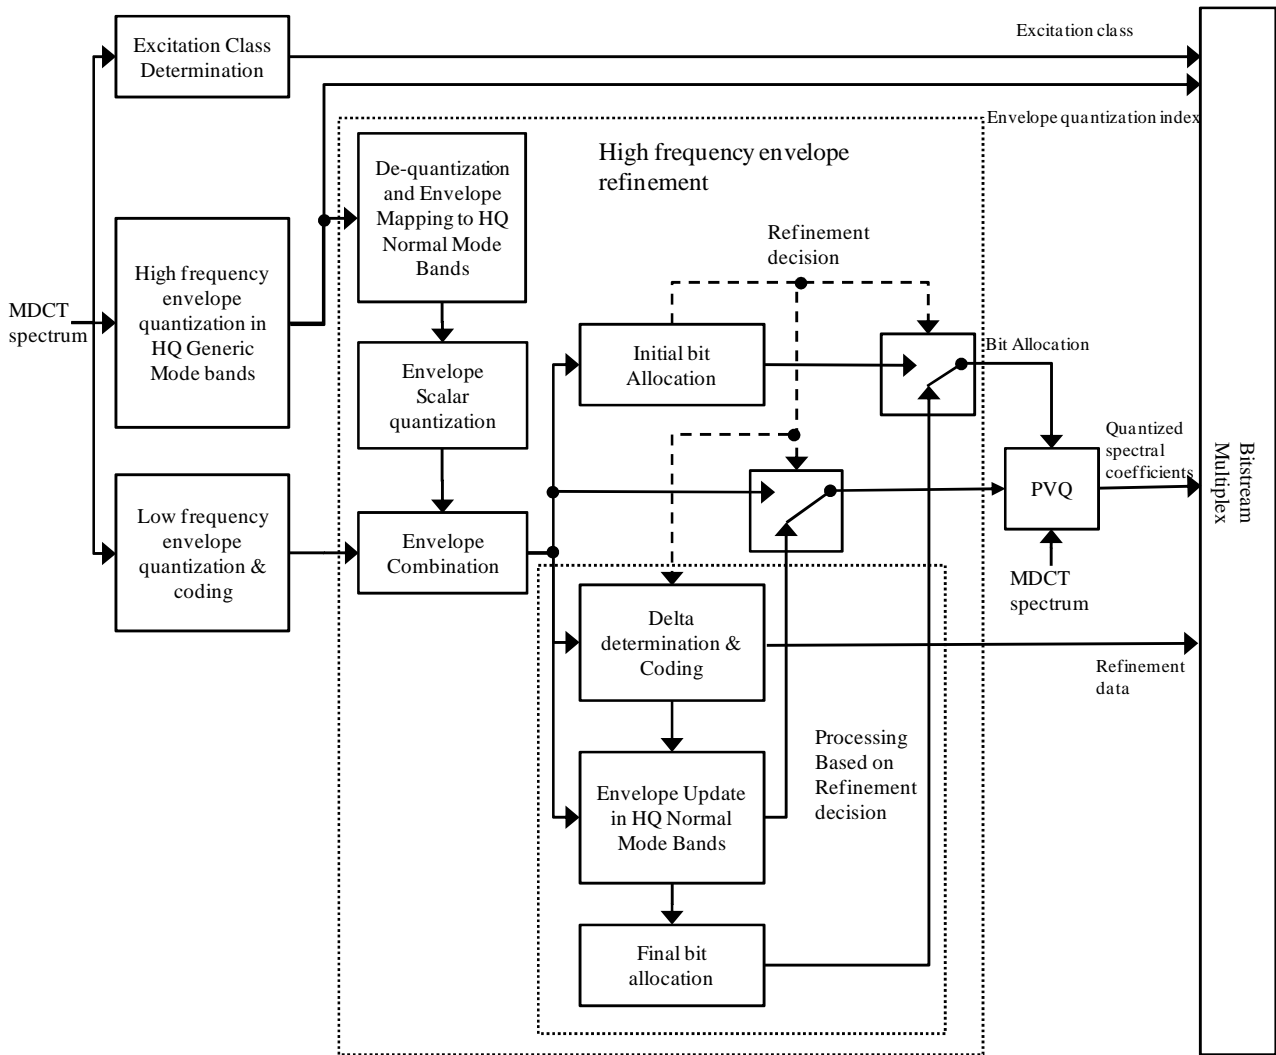 Excitation Class
Determination
Excitation class
Envelope quantization index
De-quantization
and Envelope
Mapping to HQ
Normal Mode
Bands
High frequency envelope
refinement
Refinement
decision
MDCT
spectrum
High frequency
envelope
quantization in
HQ Generic
Mode bands
Envelope
Scalar
quantization
Initial bit
Allocation
Bit Allocation
Quantized
spectral
coefficients
PVQ
MDCT
spectrum
Bitstream
Multiplex
Low frequency
envelope
quantization &
coding
Envelope
Combination
Delta
determination &
Coding
Refinement
data
Processing
Based on
Refinement
decision
Envelope Update
in HQ Normal
Mode Bands
Final bit
allocation